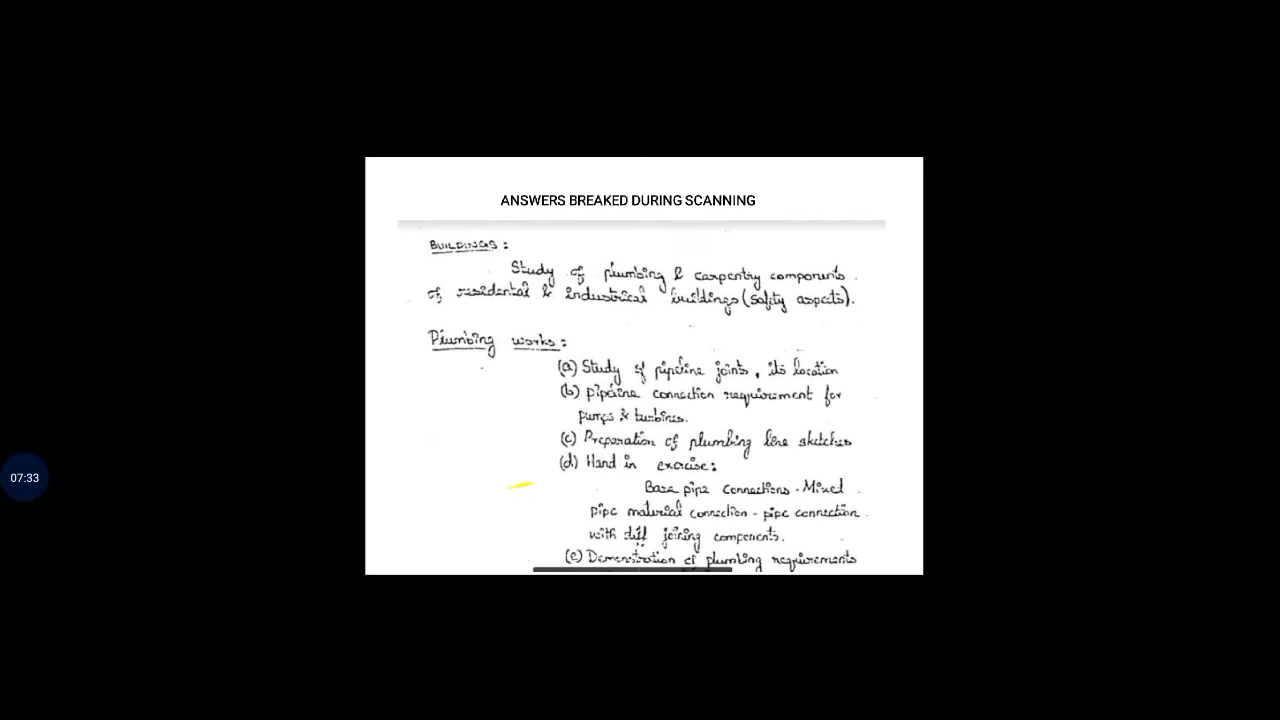 ANSWERS BREAKED DURING SCANNING
BUILDINGS :
Study of plumbing & carpentry components
of residental & industrical buildings (Safety aspects).
Plumbing works :
(a) Study of pipeline joints, its location
(b) pipeline connection requirement for
pumps & turbines.
(c) Preparation of plumbing line sketches
(d) Hand in exercise :
Base pipe connections - Mixed
pipe material connection - pipe connection
with diff joining components.
(e) Demonstration of plumbing requirements
07:33